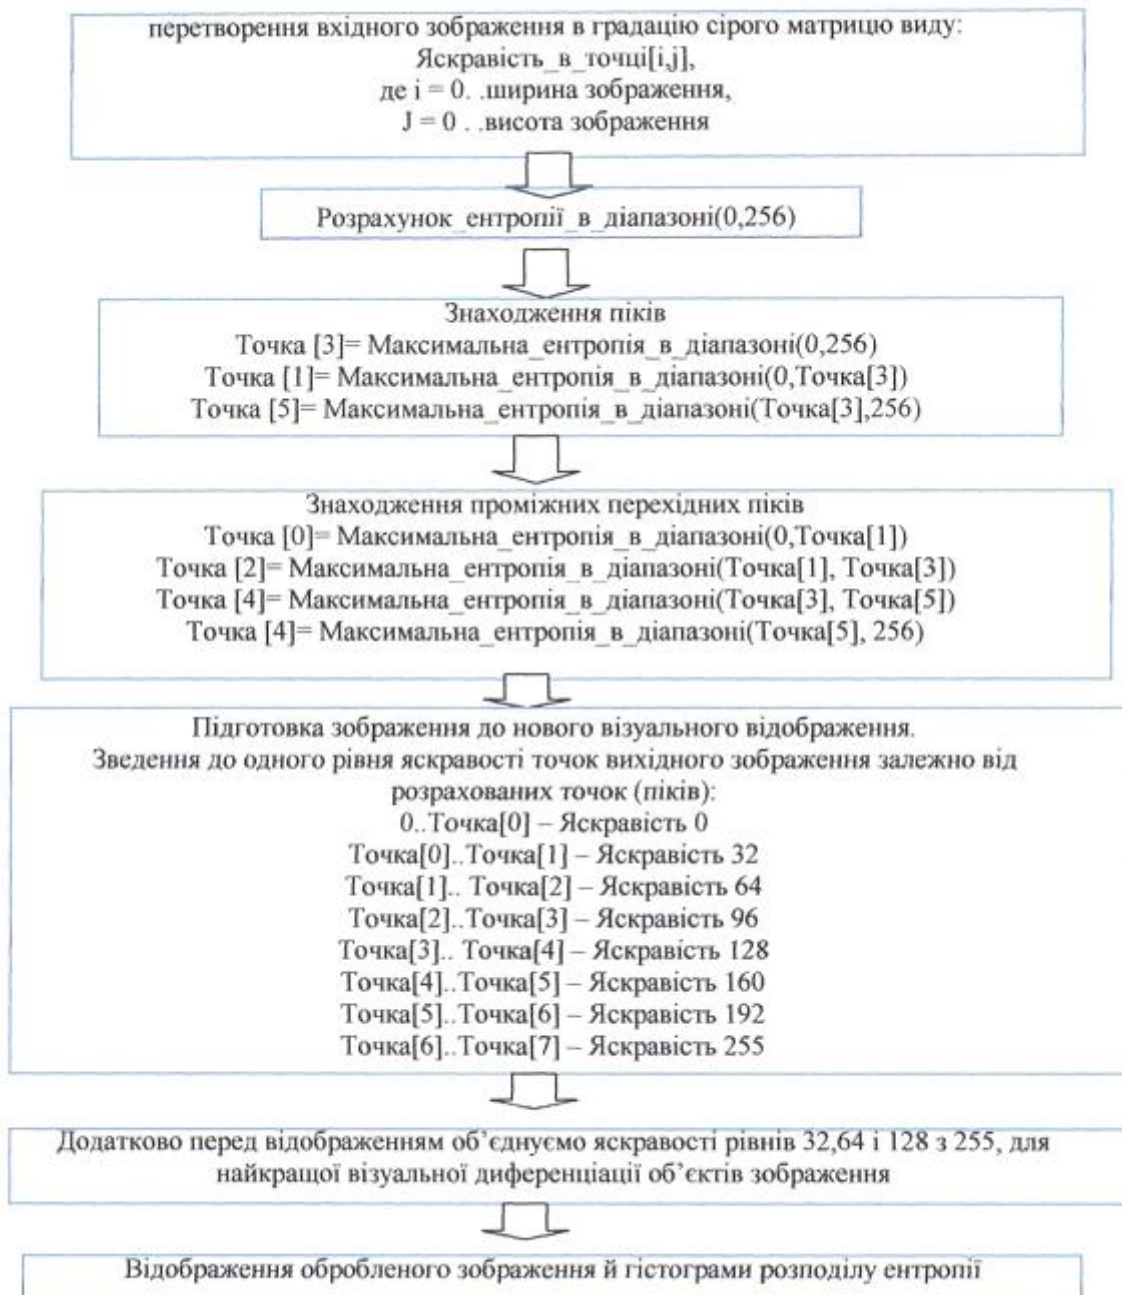 перетворення вхідного зображення в градацію сірого матрицю виду:
Яскравість_в_точці[i,j],
де i = 0. .ширина зображення,
J = 0 . .висота зображення
Розрахунок_ентропії_в_діапазоні(0,256)
Знаходження піків
Точка [3]= Максимальна_ентропія_в_діапазоні(0,256)
Точка [1]= Максимальна_ентропія_в_діапазоні(0,Точка[3])
Точка [5]= Максимальна_ентропія_в_діапазоні(Точка[3],256)
Знаходження проміжних перехідних піків
Точка [0]= Максимальна_ентропія_в_діапазоні(0,Точка[1])
Точка [2]= Максимальна_ентропія_в_діапазоні(Точка[1], Точка[3])
Точка [4]= Максимальна_ентропія_в_діапазоні(Точка[3], Точка[5])
Точка [4]= Максимальна_ентропія_в_діапазоні(Точка[5], 256)
Підготовка зображення до нового візуального відображення.
Зведення до одного рівня яскравості точок вихідного зображення залежно від
розрахованих точок (піків):
0..Точка[0] – Яскравість 0
Точка[0]..Точка[1] – Яскравість 32
Точка[1].. Точка[2] – Яскравість 64
Точка[2]..Точка[3] – Яскравість 96
Точка[3].. Точка[4] – Яскравість 128
Точка[4]..Точка[5] – Яскравість 160
Точка[5]..Точка[6] – Яскравість 192
Точка[6]..Точка[7] – Яскравість 255
Додатково перед відображенням об’єднуємо яскравості рівнів 32,64 і 128 з 255, для
найкращої візуальної диференціації об’єктів зображення
Відображення обробленого зображення й гістограми розподілу ентропії